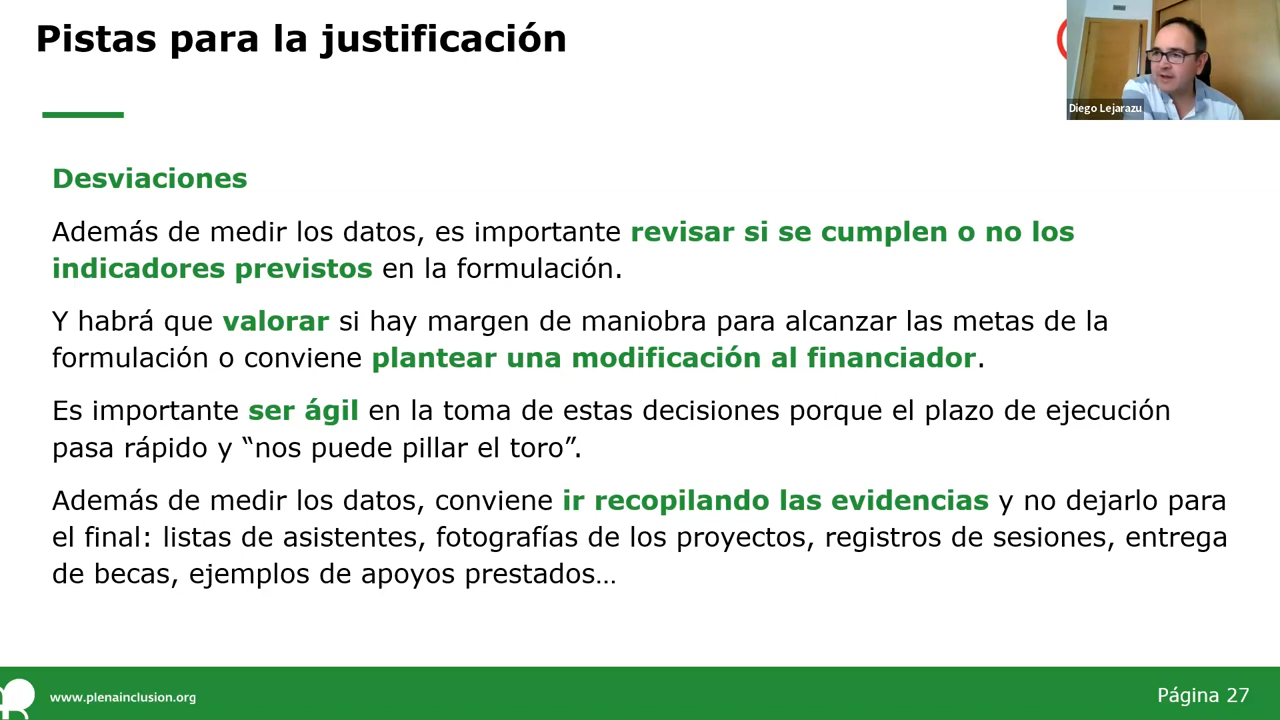 Pistas para la justificación
Diego Lejarazu
Desviaciones
Además de medir los datos, es importante revisar si se cumplen o no los
indicadores previstos en la formulación.
Y habrá que valorar si hay margen de maniobra para alcanzar las metas de la
formulación o conviene plantear una modificación al financiador.
Es importante ser ágil en la toma de estas decisiones porque el plazo de ejecución
pasa rápido y “nos puede pillar el toro”.
Además de medir los datos, conviene ir recopilando las evidencias y no dejarlo para
el final: listas de asistentes, fotografías de los proyectos, registros de sesiones, entrega
de becas, ejemplos de apoyos prestados…
www.plenainclusion.org
Página 27